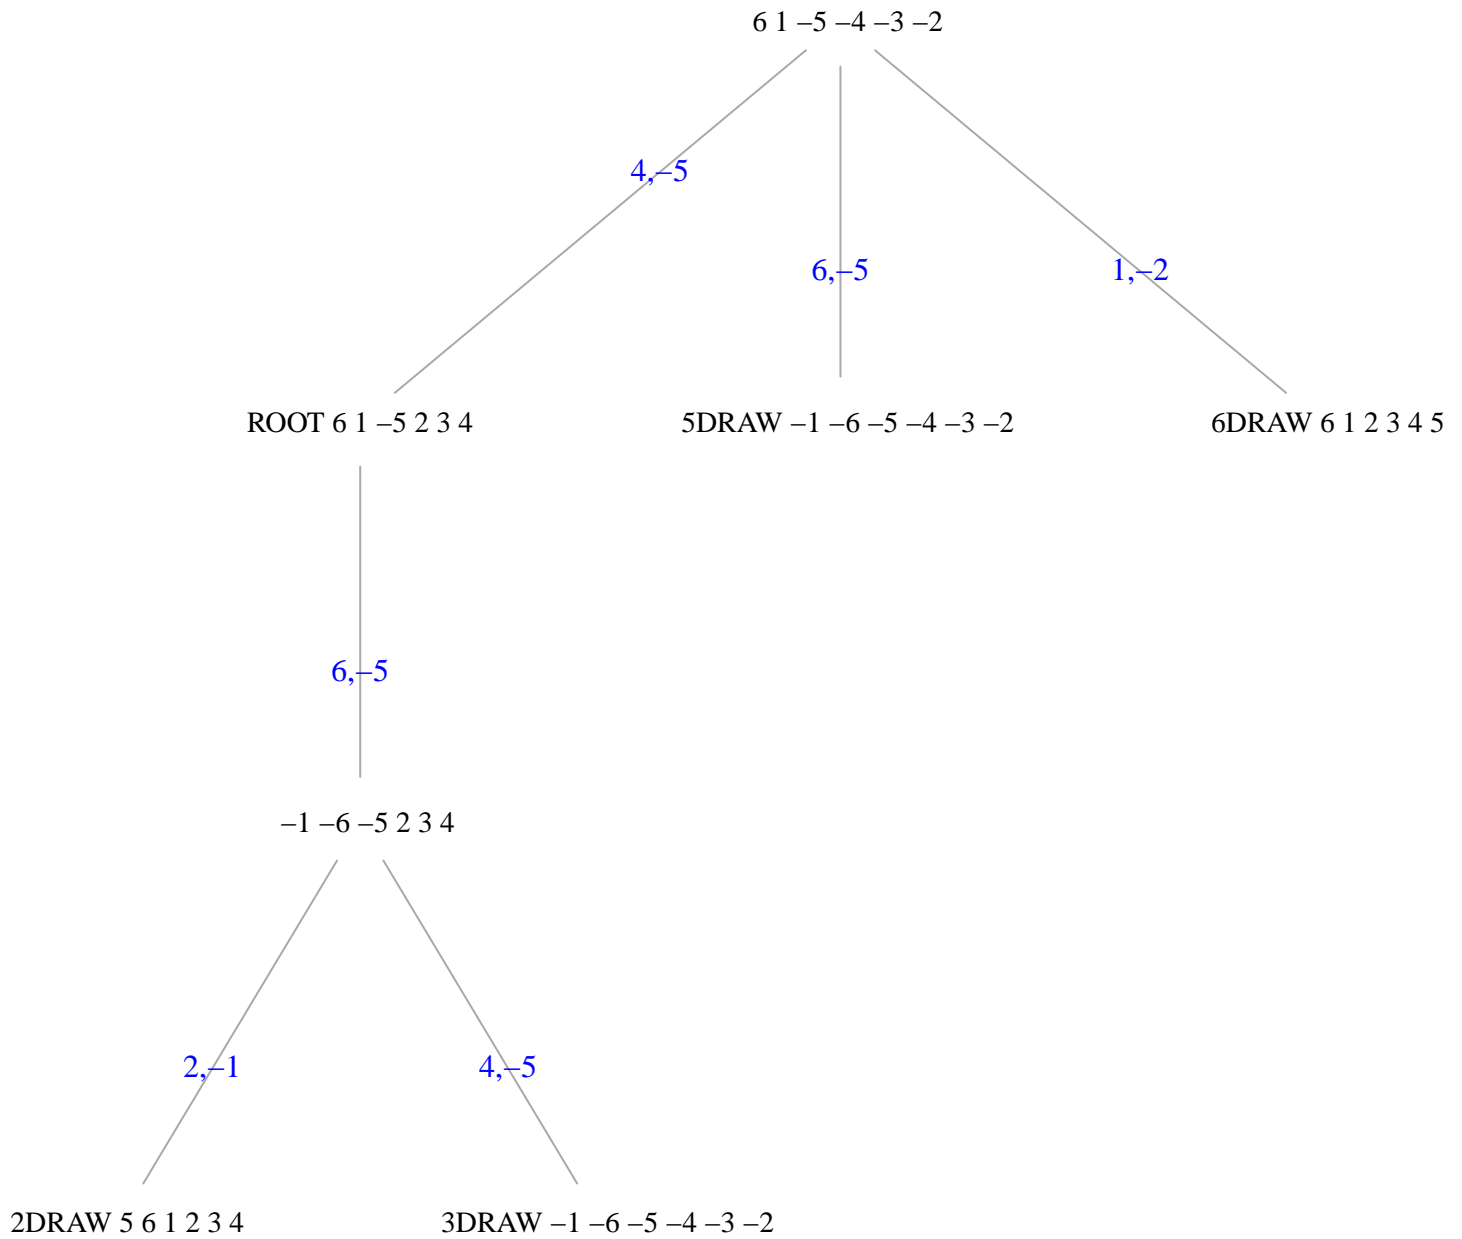 6 1 –5 –4 –3 –2
4,–5
6,–5
1,–2
ROOT 6 1 –5 2 3 4
5DRAW –1 –6 –5 –4 –3 –2
6DRAW 6 1 2 3 4 5
6,–5
–1 –6 –5 2 3 4
2,–1
4,–5
2DRAW 5 6 1 2 3 4
3DRAW –1 –6 –5 –4 –3 –2